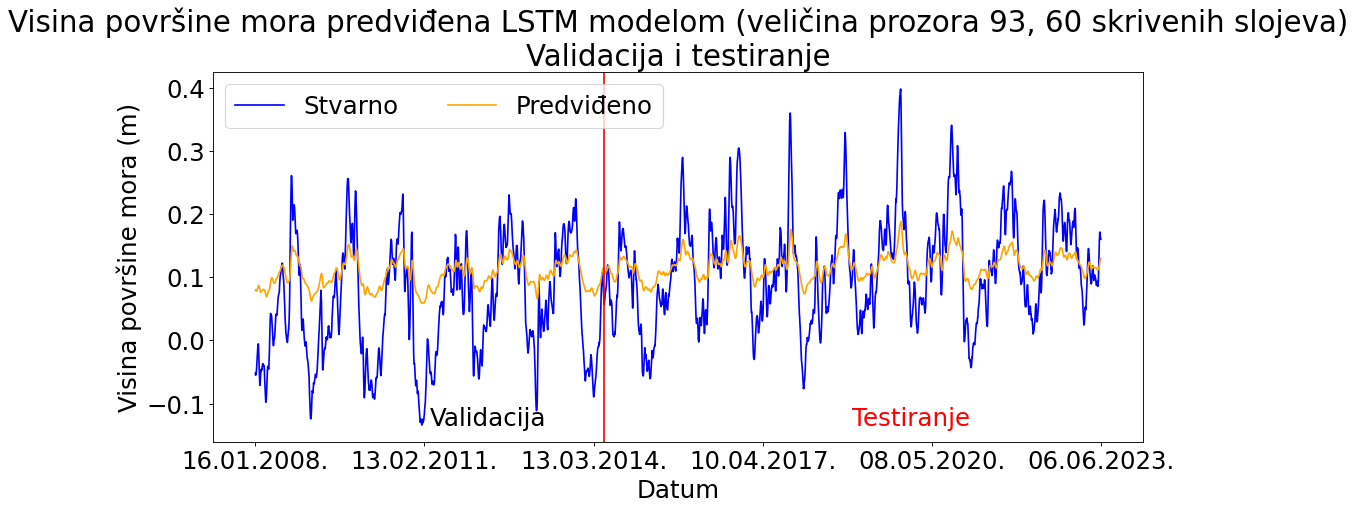 Visina površine mora predviđena LSTM modelom (veličina prozora 93, 60 skrivenih slojeva)
Validacija i testiranje
Stvarno
Predviđeno
Visina površine mora (m)
0.4
0.3
0.2
0.1
0.0
−0.1
Validacija
Testiranje
16.01.2008.
13.02.2011.
13.03.2014.
10.04.2017.
08.05.2020.
06.06.2023.
Datum